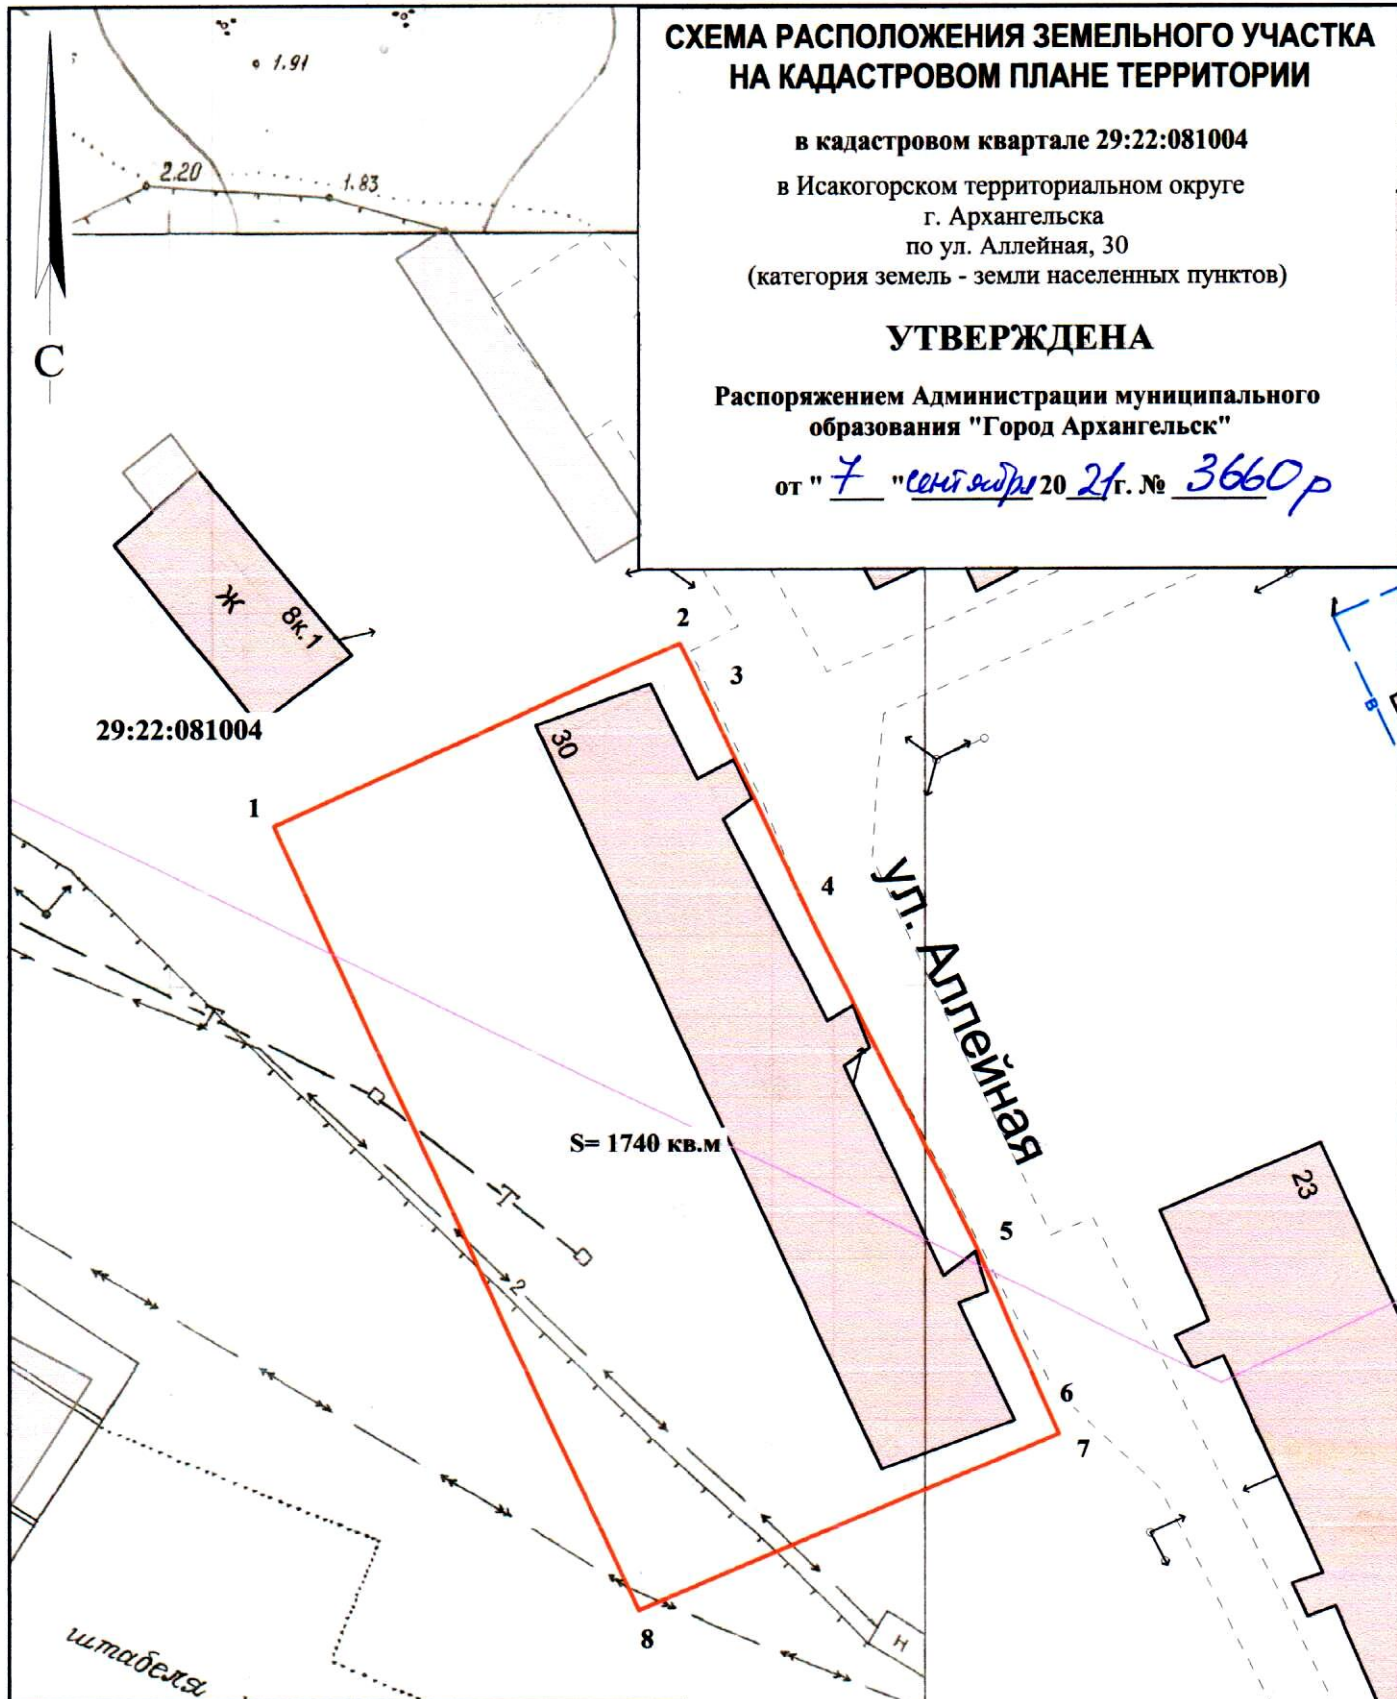 СХЕМА РАСПОЛОЖЕНИЯ ЗЕМЕЛЬНОГО УЧАСТКА
НА КАДАСТРОВОМ ПЛАНЕ ТЕРРИТОРИИ
в кадастровом квартале 29:22:081004
в Исакогорском территориальном округе
г. Архангельска
по ул. Аллейная, 30
(категория земель - земли населенных пунктов)
УТВЕРЖДЕНА
Распоряжением Администрации муниципального
образования "Город Архангельск"
от " 7 " сентября 20 21г. № 3660р
1.91
2.20
1.83
С
Ж
8к.1
29:22:081004
1
2
3
30
4
ул. Аллейная
В
Т
S= 1740 кв.м
Т
2
5
23
6
7
8
Н
штабеля